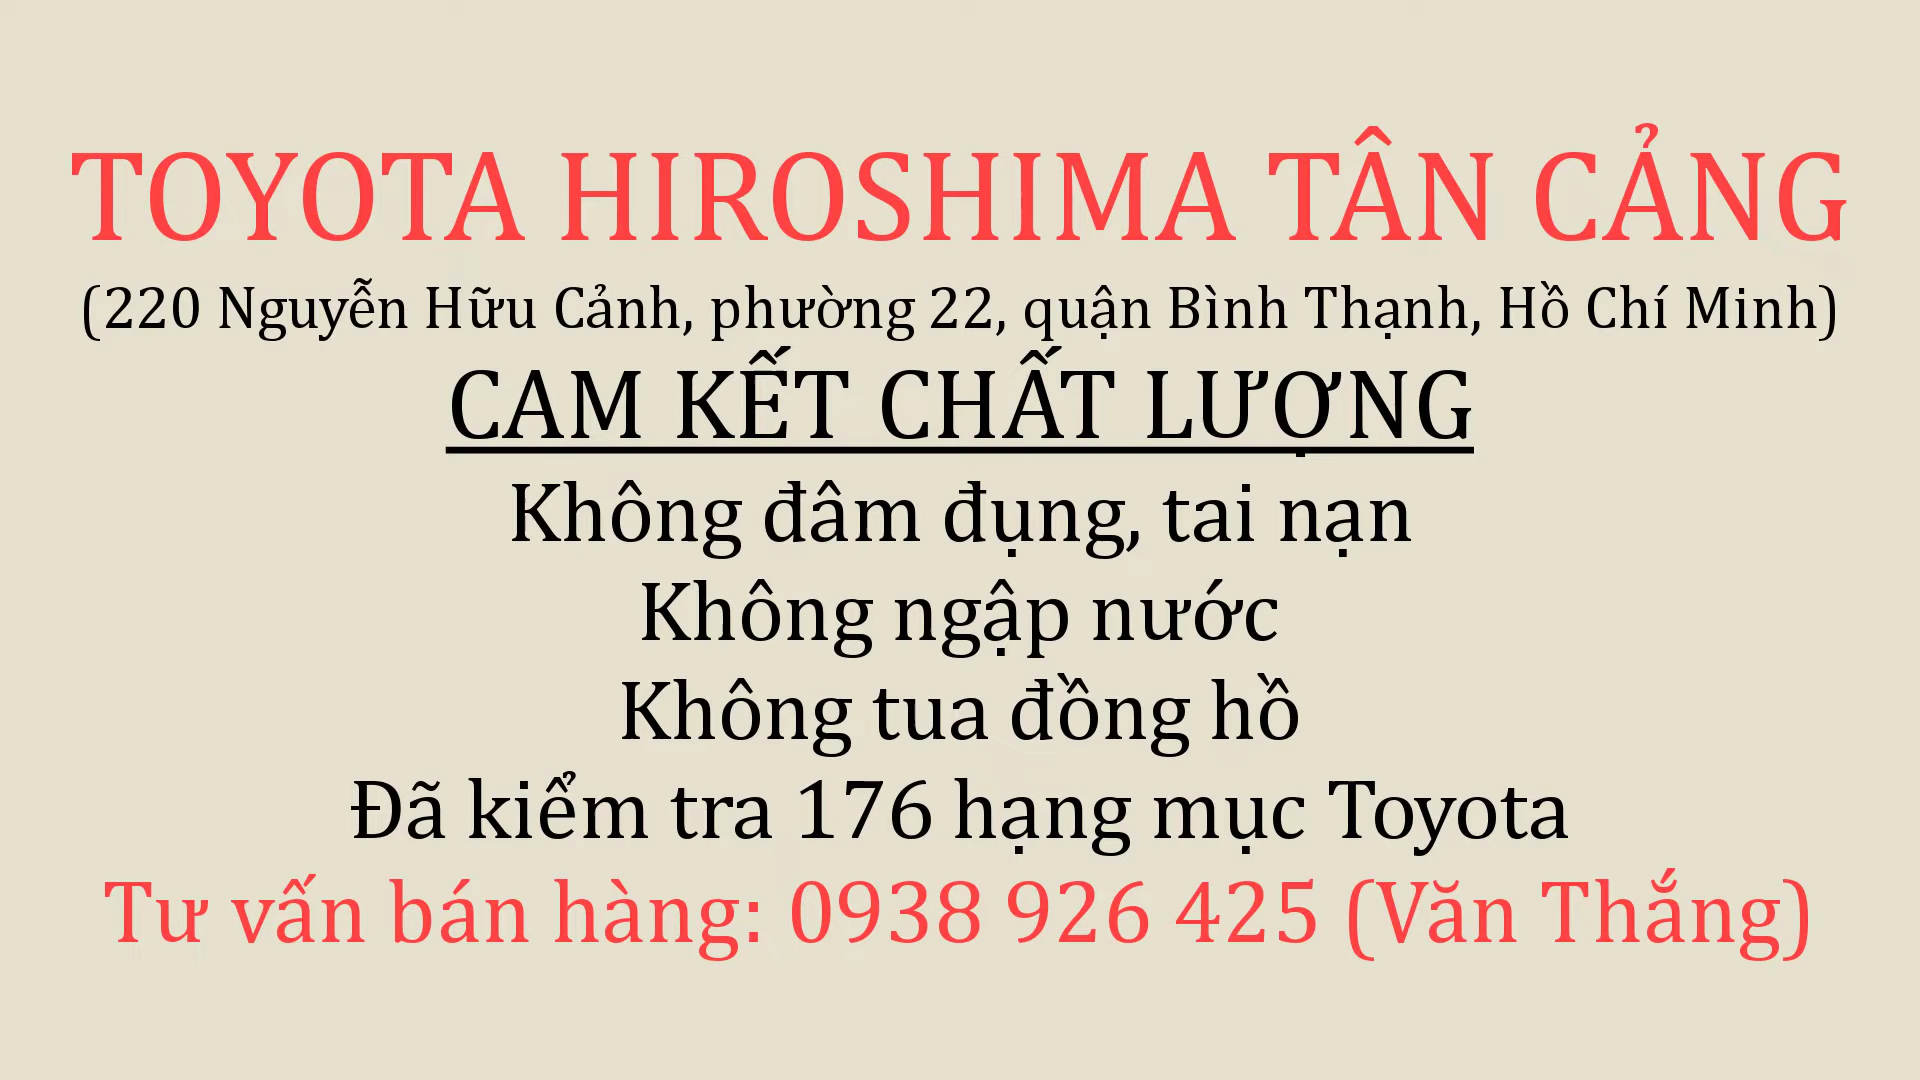 TOYOTA HIROSHIMA TÂN CẢNG
(220 Nguyễn Hữu Cảnh, phường 22, quận Bình Thạnh, Hồ Chí Minh)
CAM KẾT CHẤT LƯỢNG
Không đâm đụng, tai nạn
Không ngập nước
Không tua đồng hồ
Đã kiểm tra 176 hạng mục Toyota
Tư vấn bán hàng: 0938 926 425 (Văn Thắng)